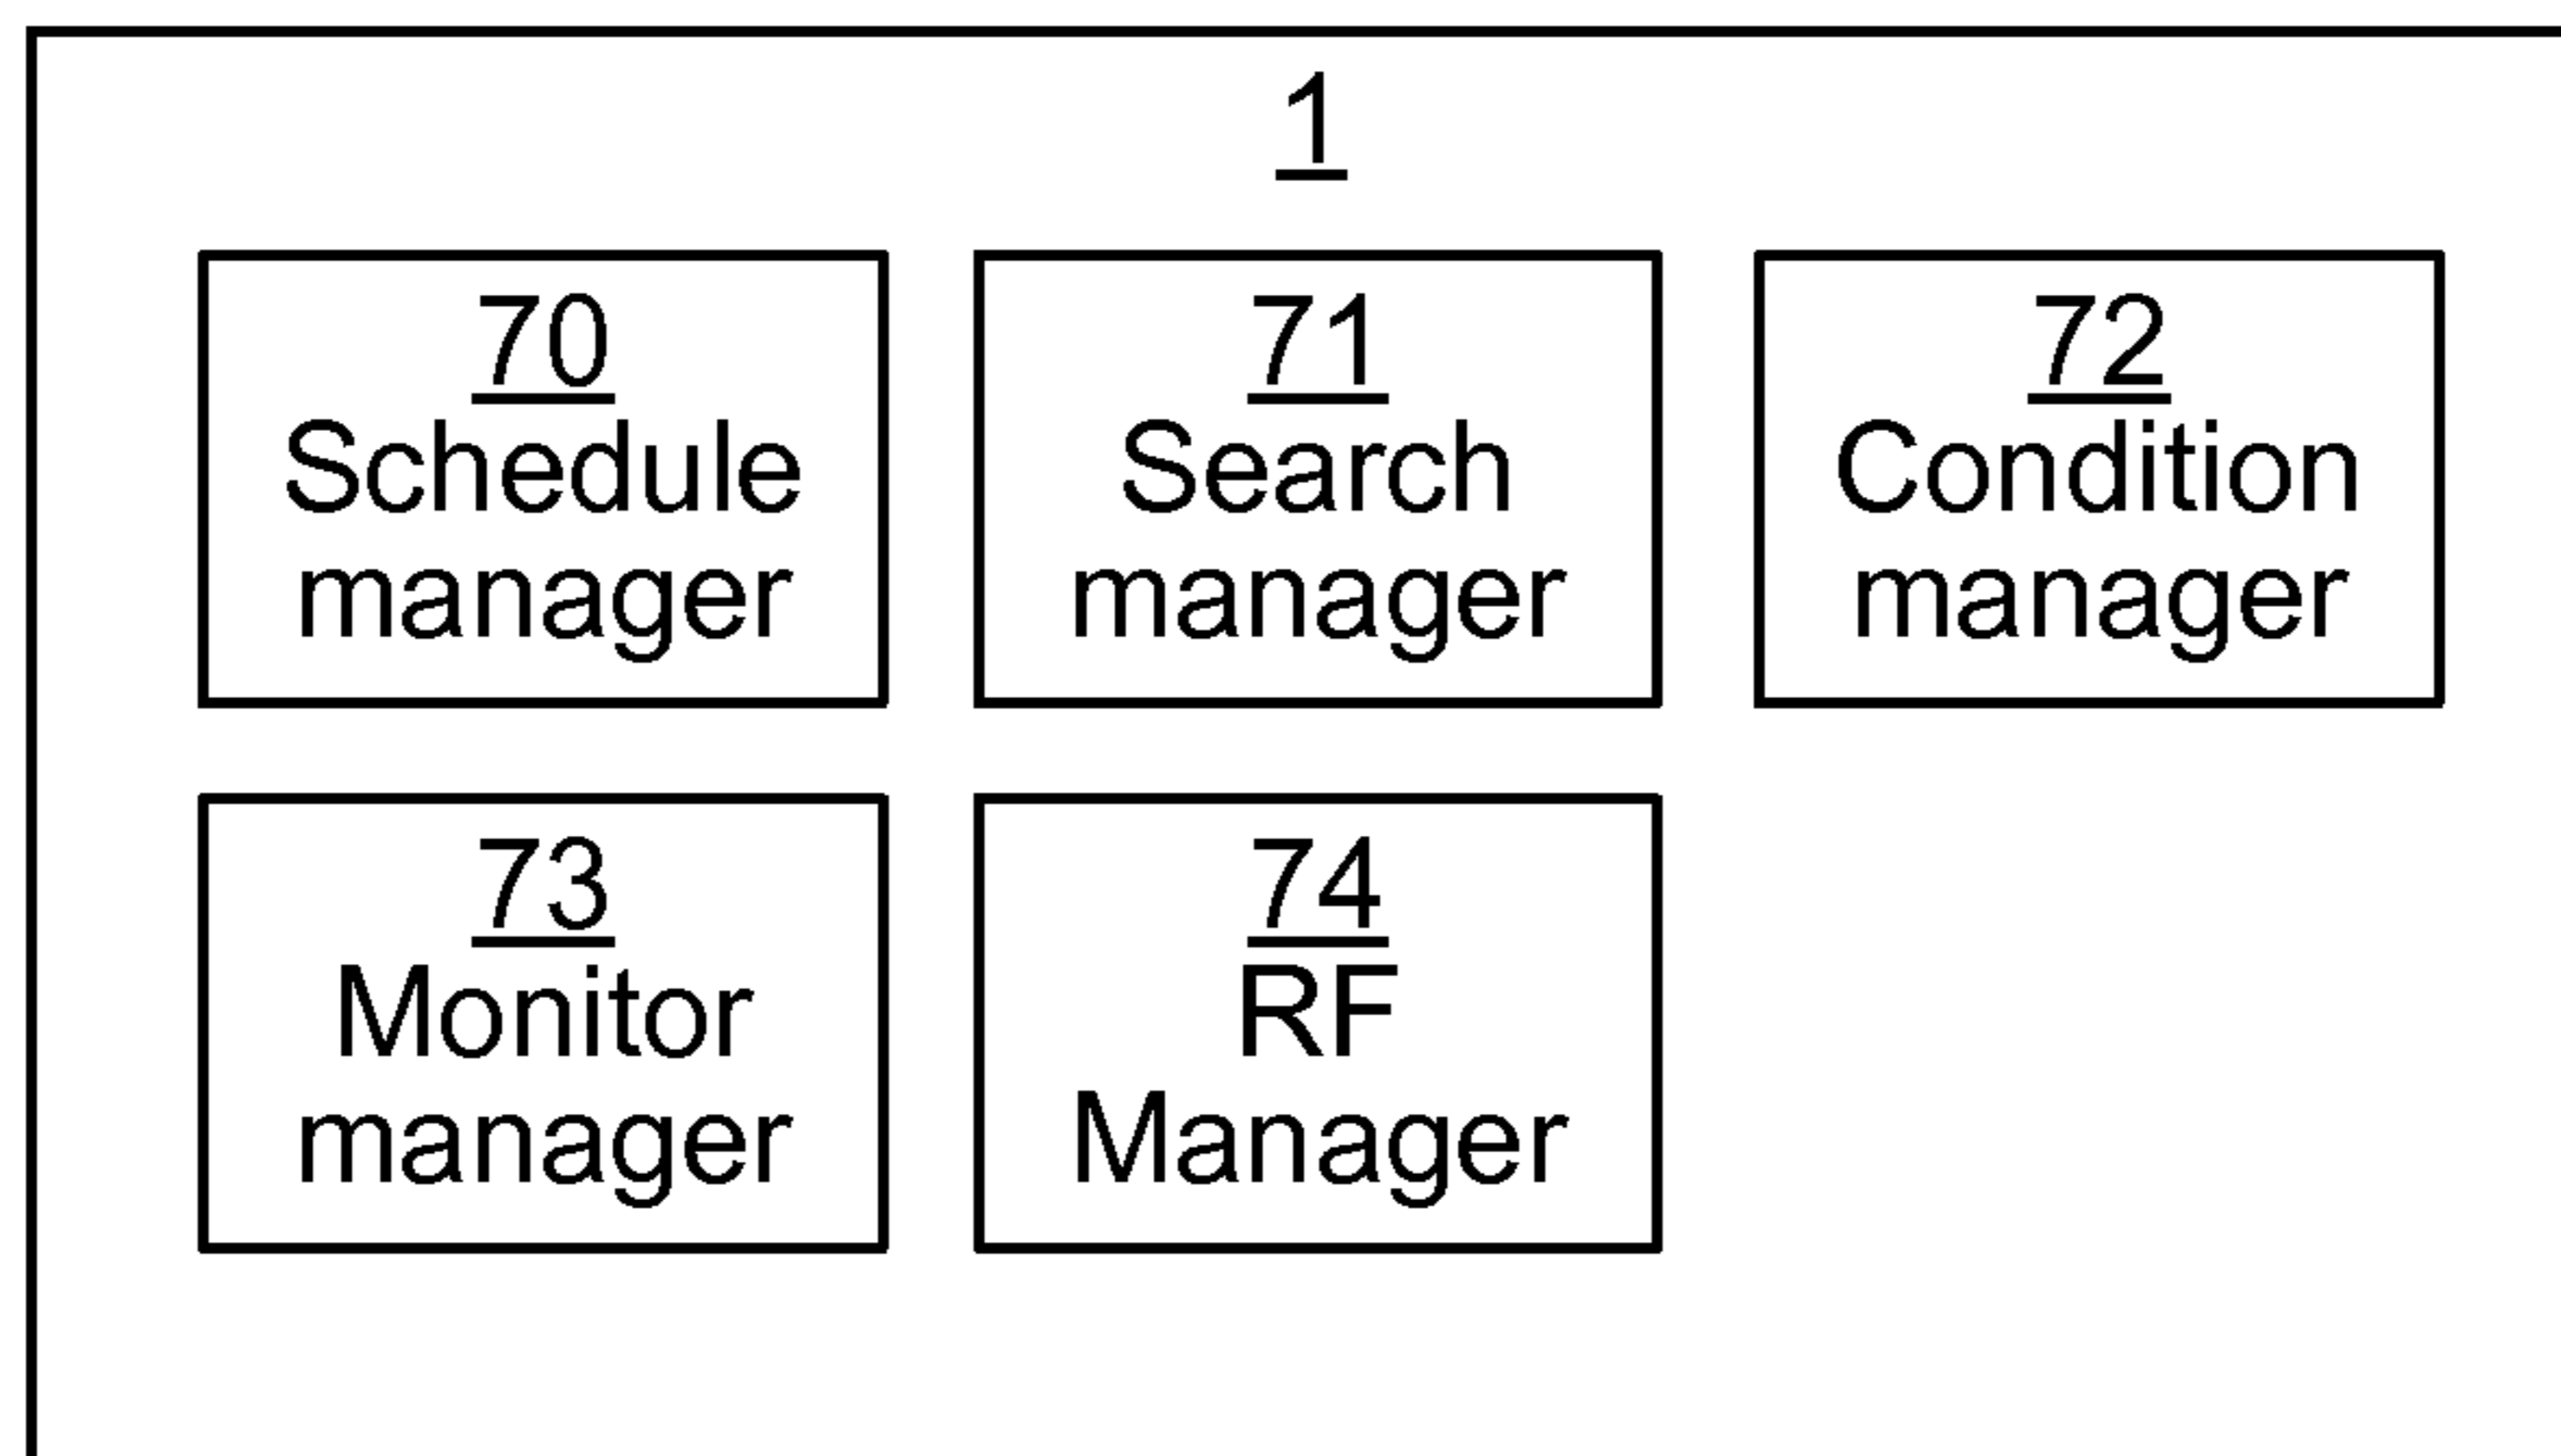 1
70
Schedule
manager
71
Search
manager
72
Condition
manager
73
Monitor
manager
74
RF
Manager